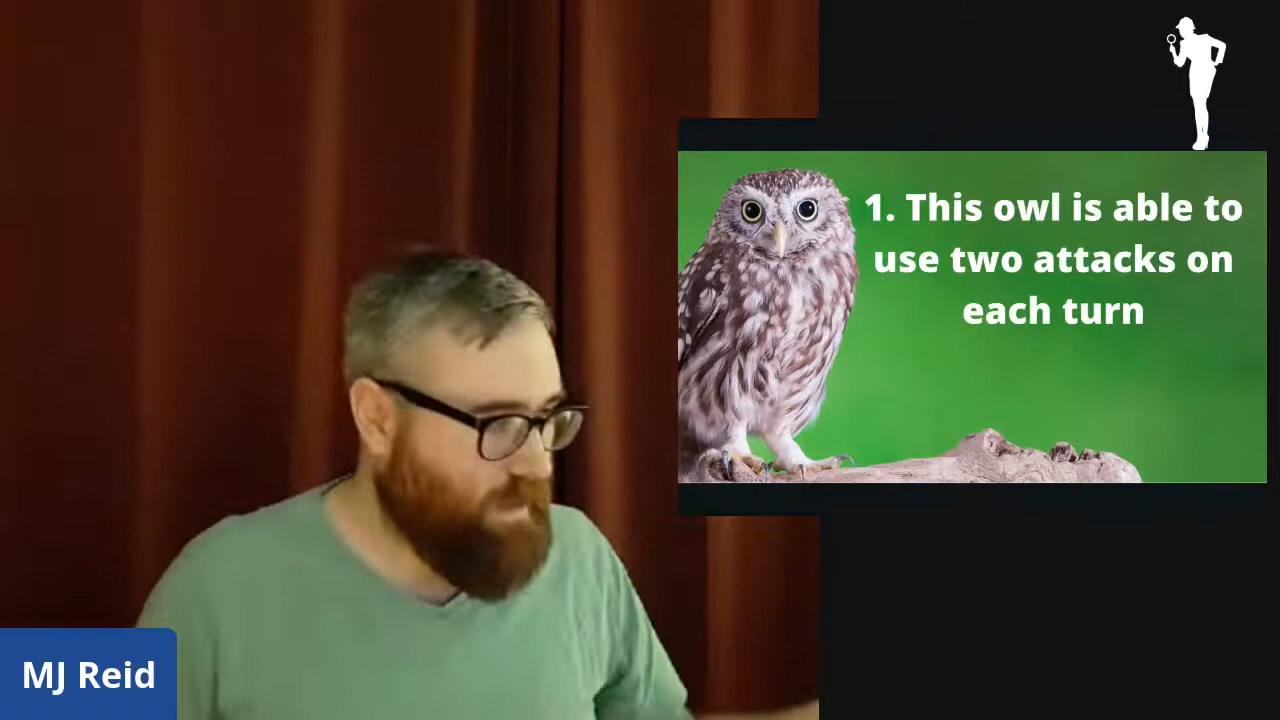 1. This owl is able to
use two attacks on
each turn
MJ Reid